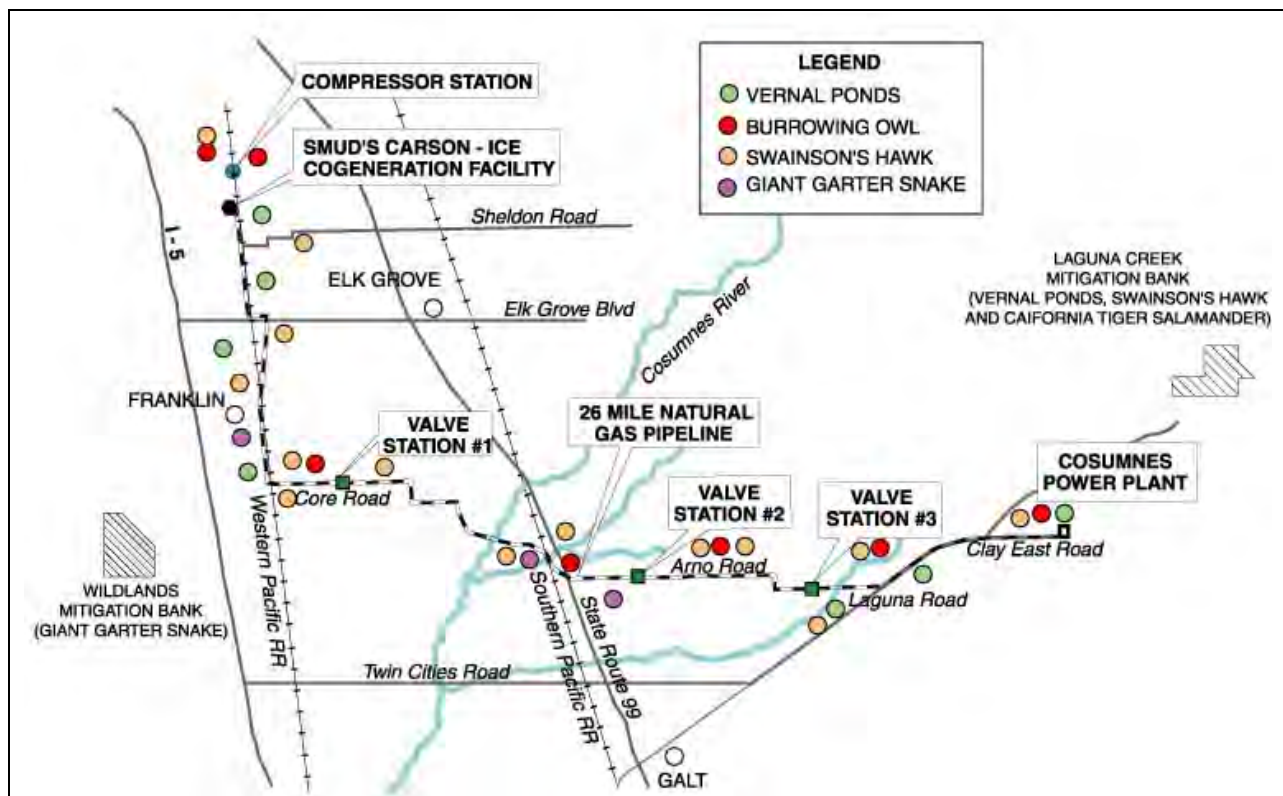 COMPRESSOR STATION
SMUD'S CARSON - ICE
COGENERATION FACILITY
LEGEND
VERNAL PONDS
BURROWING OWL
SWAINSON'S HAWK
GIANT GARTER SNAKE
I - 5
Sheldon Road
ELK GROVE
Elk Grove Blvd
Cosumnes River
LAGUNA CREEK
MITIGATION BANK
(VERNAL PONDS, SWAINSON'S HAWK
AND CAIFORNIA TIGER SALAMANDER)
FRANKLIN
VALVE
STATION #1
26 MILE NATURAL
GAS PIPELINE
VALVE
STATION #2
VALVE
STATION #3
COSUMNES
POWER PLANT
Core Road
Western Pacific RR
Arno Road
Clay East Road
Laguna Road
WILDLANDS
MITIGATION BANK
(GIANT GARTER SNAKE)
Southern Pacific RR
State Route 99
Twin Cities Road
GALT